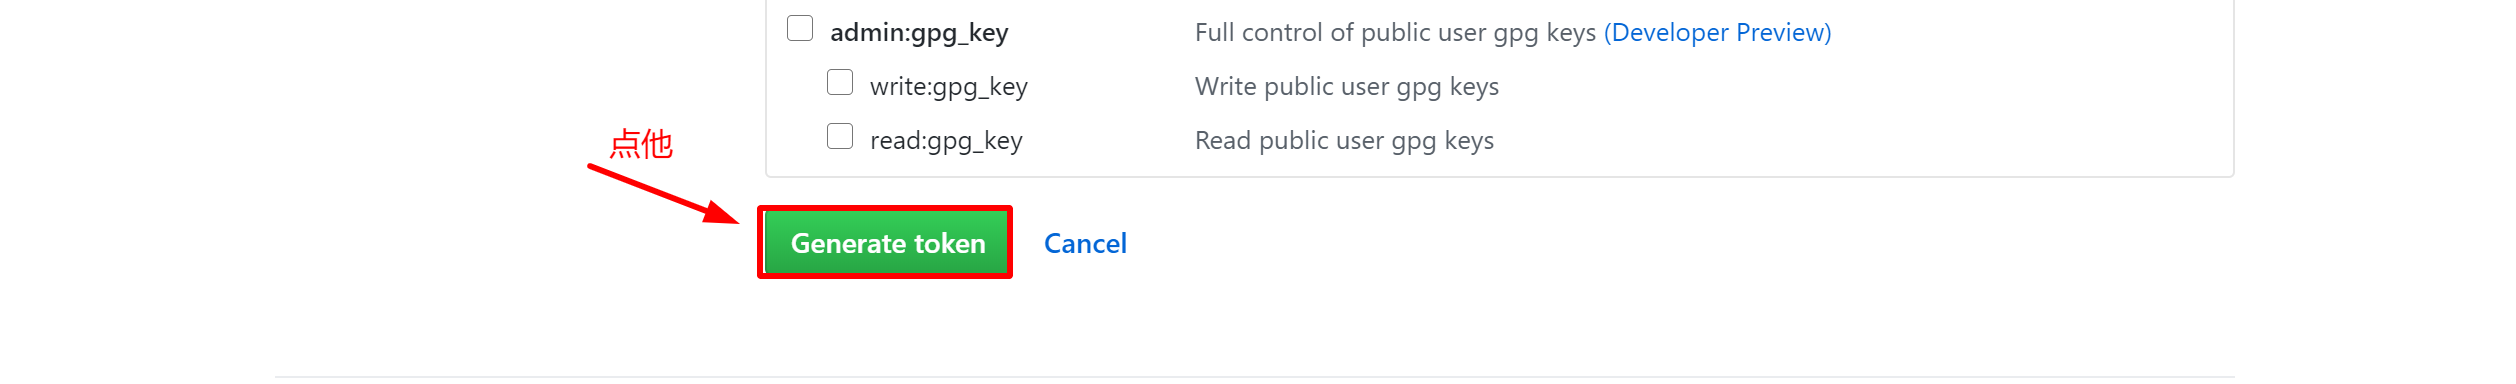 admin:gpg_key Full control of public user gpg keys (Developer Preview)
write:gpg_key Write public user gpg keys
read:gpg_key Read public user gpg keys
点他
Generate token Cancel